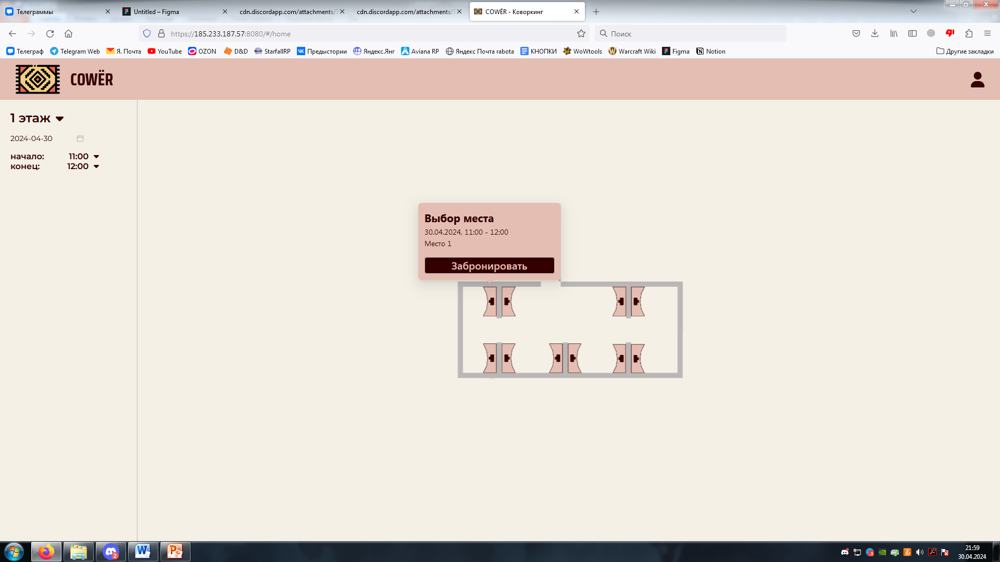 Телеграммы
Untitled – Figma
cdn.discordapp.com/attachments/
cdn.discordapp.com/attachments/
COWËR - Коворкинг
https://185.233.187.57:8080/#/home
Поиск
Телеграф
Telegram Web
Я. Почта
YouTube
OZON
D&D
StarfallRP
Предыстории
Яндекс.Янг
Aviana RP
Яндекс Почта rabota
КНОПКИ
WoWtools
Warcraft Wiki
Figma
Notion
Другие закладки
COWËR
1 этаж
2024-04-30
начало: 11:00
конец: 12:00
Выбор места
30.04.2024, 11:00 - 12:00
Место 1
Забронировать
2
21:59
30.04.2024